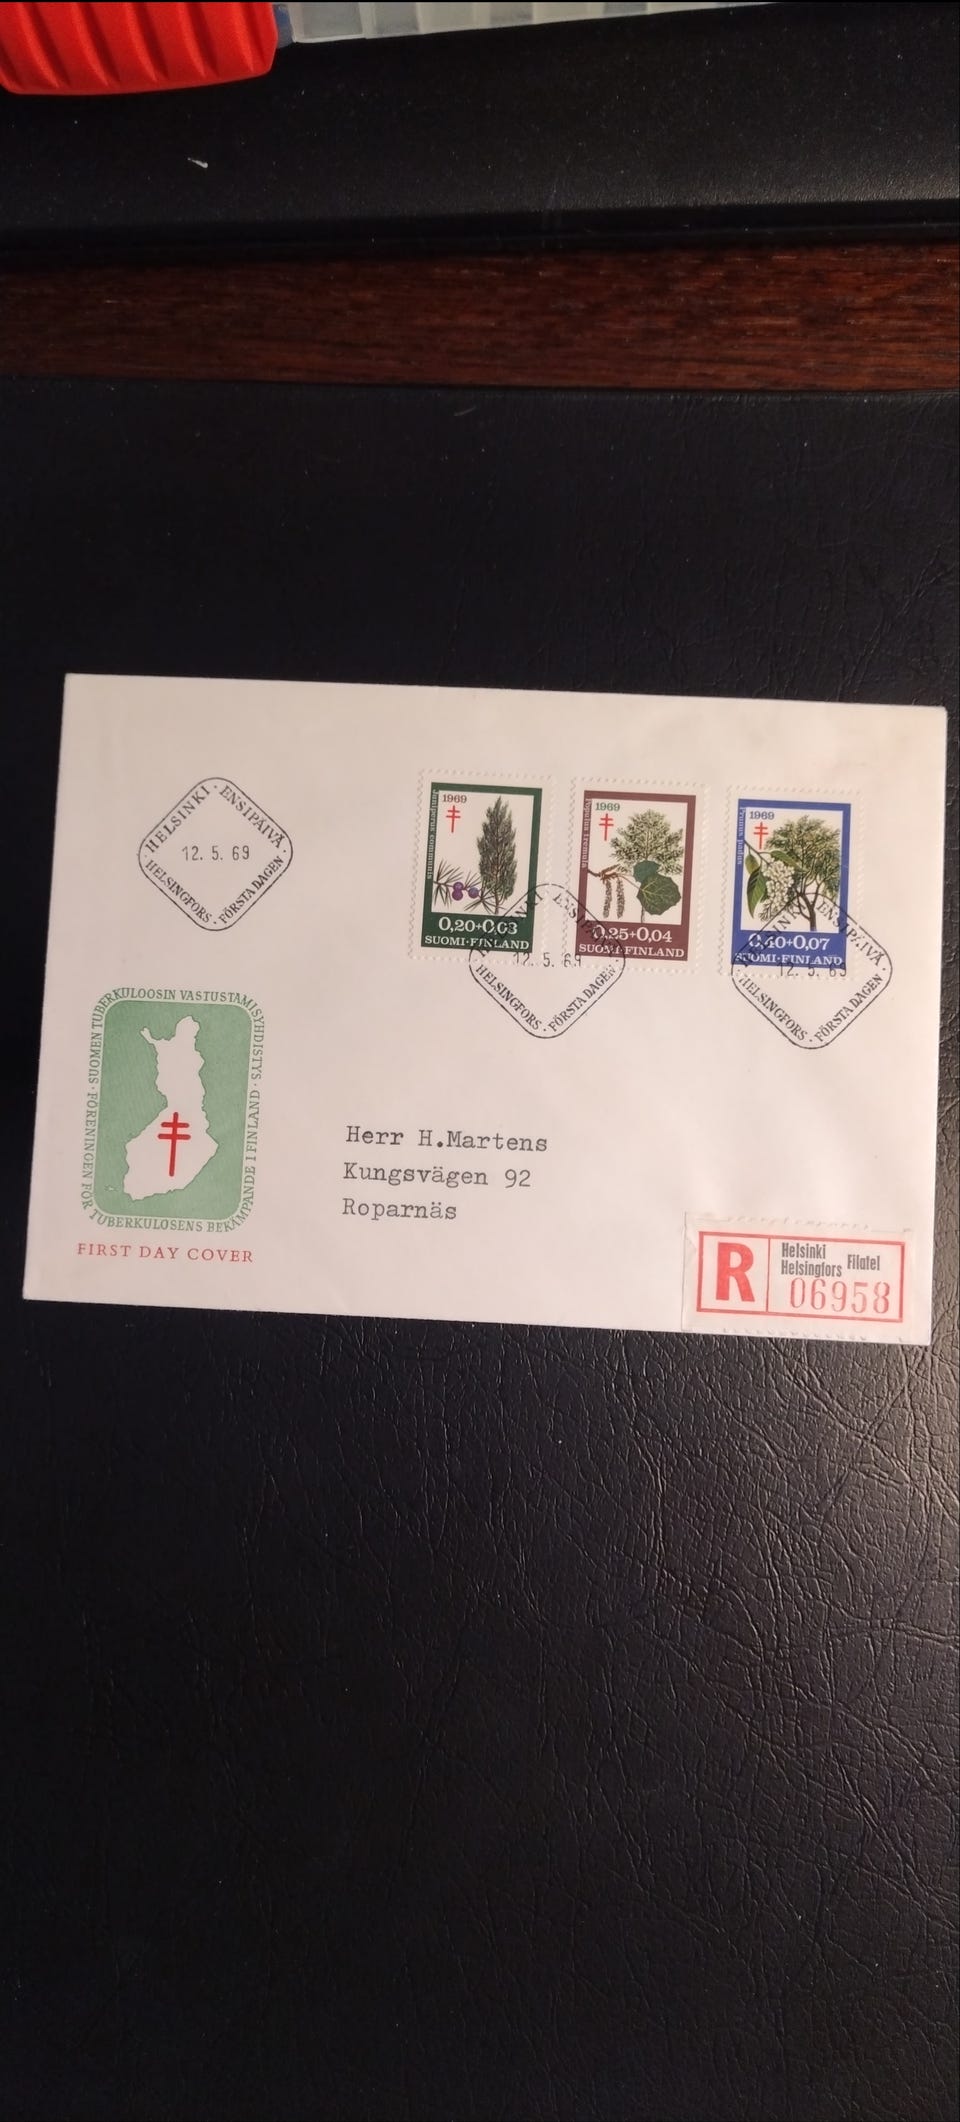 HELSINKI · ENSIPÄIVÄ ·
12. 5. 69
HELSINGFORS · FÖRSTA DAGEN
1969
Juniperus communis
0,20+0,03
SUOMI·FINLAND
1969
Populus tremula
0,25+0,04
SUOMI·FINLAND
1969
Prunus padus
0,40+0,07
SUOMI·FINLAND
ENSIPÄIVÄ
12. 5. 69
HELSINGFORS · FÖRSTA DAGEN
HELSINKI · ENSIPÄIVÄ ·
12. 5. 69
HELSINGFORS · FÖRSTA DAGEN
SUOMEN TUBERKULOOSIN VASTUSTAMISYHDISTYS ·
FÖRENINGEN FÖR TUBERKULOSENS BEKÄMPANDE I FINLAND ·
FIRST DAY COVER
Herr H.Martens
Kungsvägen 92
Roparnäs
R
Helsinki
Helsingfors Filatel
06958